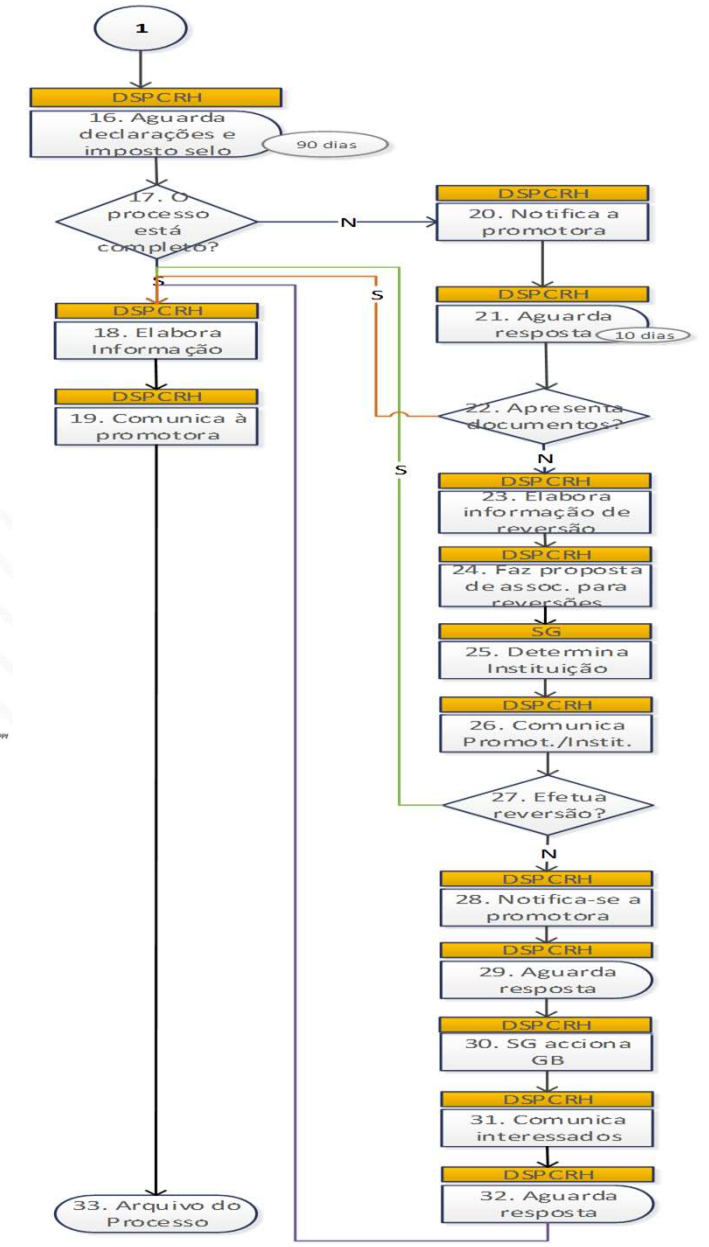 1
DSPCRH
16. Aguarda
declarações e
imposto selo
90 dias
17. O
processo
está
completo?
N
S
DSPCRH
18. Elabora
Informação
DSPCRH
19. Comunica à
promotora
DSPCRH
20. Notifica a
promotora
DSPCRH
21. Aguarda
resposta
10 dias
22. Apresenta
documentos?
S
N
DSPCRH
23. Elabora
informação de
reversão
DSPCRH
24. Faz proposta
de assoc. para
reversões
SG
25. Determina
Instituição
DSPCRH
26. Comunica
Promot./Instit.
27. Efetua
reversão?
S
N
DSPCRH
28. Notifica-se a
promotora
DSPCRH
29. Aguarda
resposta
DSPCRH
30. SG acciona
GB
DSPCRH
31. Comunica
interessados
DSPCRH
32. Aguarda
resposta
33. Arquivo do
Processo